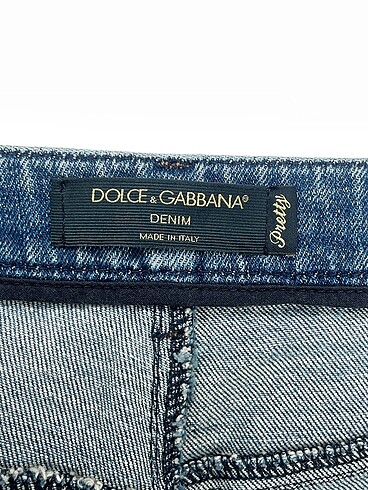 DOLCE & GABBANA®
DENIM
MADE IN ITALY
Pretty